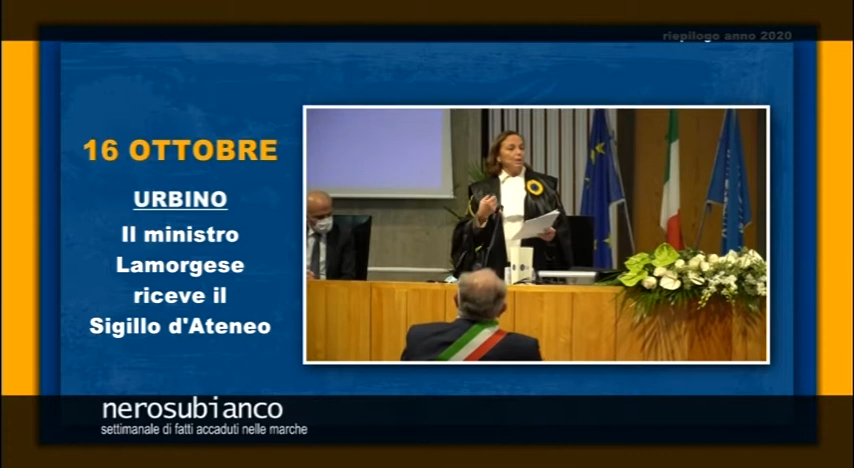 riepilogo anno 2020
16 OTTOBRE
URBINO
Il ministro
Lamorgese
riceve il
Sigillo d'Ateneo
nerosubianco
settimanale di fatti accaduti nelle marche